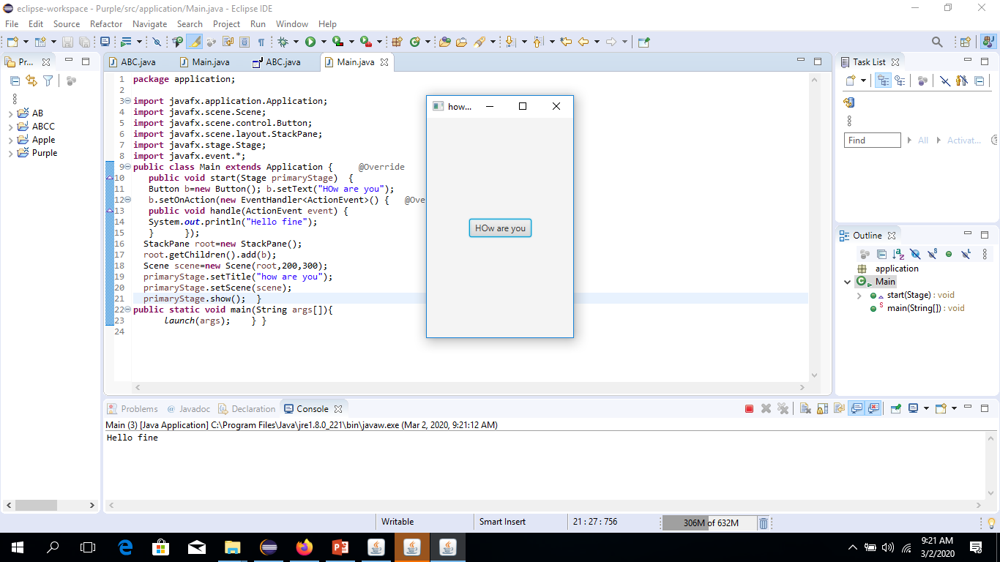 eclipse-workspace - Purple/src/application/Main.java - Eclipse IDE
File Edit Source Refactor Navigate Search Project Run Window Help
Pr...
ABC.java Main.java ABC.java Main.java
Task List
AB
ABCC
Apple
Purple
1 package application;
2
3 import javafx.application.Application;
4 import javafx.scene.Scene;
5 import javafx.scene.control.Button;
6 import javafx.scene.layout.StackPane;
7 import javafx.stage.Stage;
8 import javafx.event.*;
9 public class Main extends Application { @Override
10 public void start(Stage primaryStage) {
11 Button b=new Button(); b.setText("HOw are you");
12 b.setOnAction(new EventHandler<ActionEvent>() { @Ove
13 public void handle(ActionEvent event) {
14 System.out.println("Hello fine");
15 } });
16 StackPane root=new StackPane();
17 root.getChildren().add(b);
18 Scene scene=new Scene(root,200,300);
19 primaryStage.setTitle("how are you");
20 primaryStage.setScene(scene);
21 primaryStage.show(); }
22 public static void main(String args[]){
23 launch(args); } }
24
how...
HOw are you
Find All Activat...
Outline
application
Main
start(Stage) : void
main(String[]) : void
Problems @ Javadoc Declaration Console
Main (3) [Java Application] C:\Program Files\Java\jre1.8.0_221\bin\javaw.exe (Mar 2, 2020, 9:21:12 AM)
Hello fine
Writable Smart Insert 21 : 27 : 756 306M of 632M
9:21 AM
3/2/2020